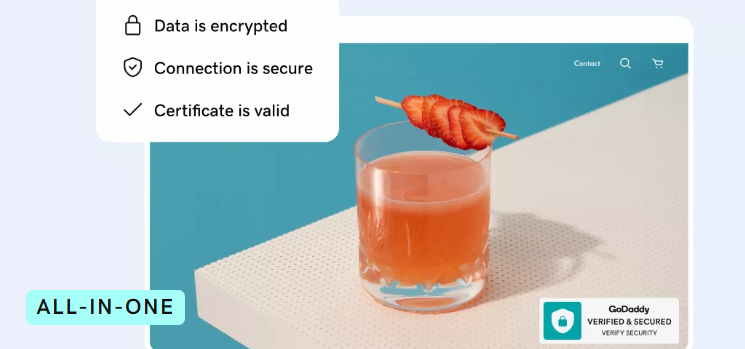 Data is encrypted
Connection is secure
Certificate is valid
Contact
ALL-IN-ONE
GoDaddy
VERIFIED & SECURED
VERIFY SECURITY